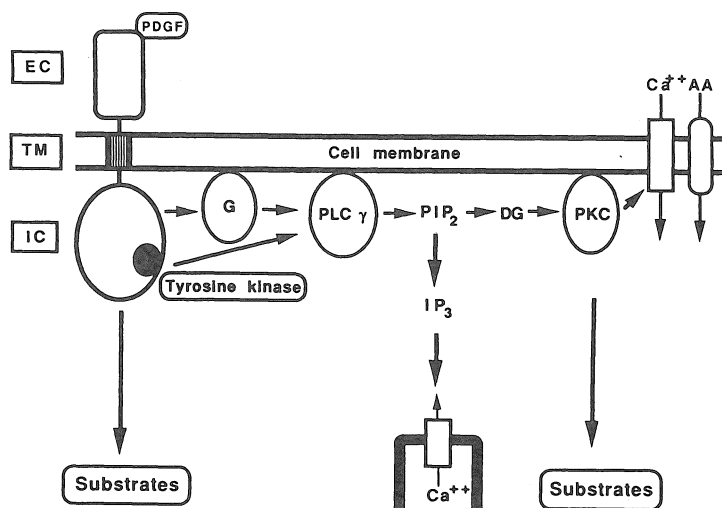 PDGF
EC
Ca++ AA
TM
Cell membrane
G
PLC γ
PIP2
DG
PKC
IC
Tyrosine kinase
IP3
Substrates
Ca++
Substrates